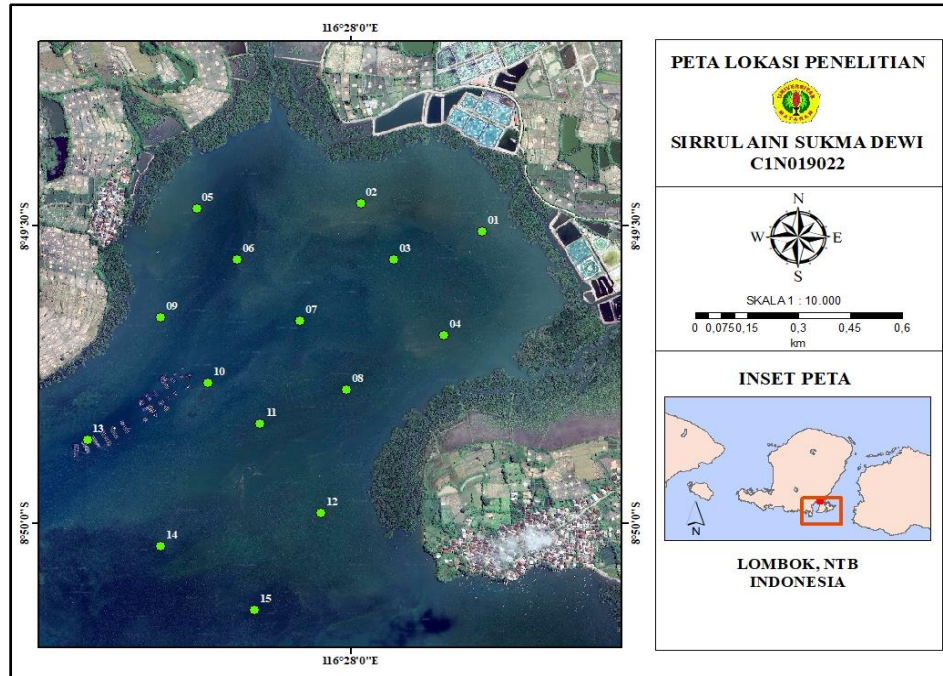 116°28'0"E
8°49'30"S
8°50'0"S
05
02
01
06
03
09
07
04
10
08
11
13
12
14
15
116°28'0"E
8°49'30"S
8°50'0"S
PETA LOKASI PENELITIAN
UNIVERSITAS
MATARAM
SIRRUL AINI SUKMA DEWI
C1N019022
N
W
E
S
SKALA 1 : 10.000
0 0,075 0,15 0,3 0,45 0,6
km
INSET PETA
N
LOMBOK, NTB
INDONESIA